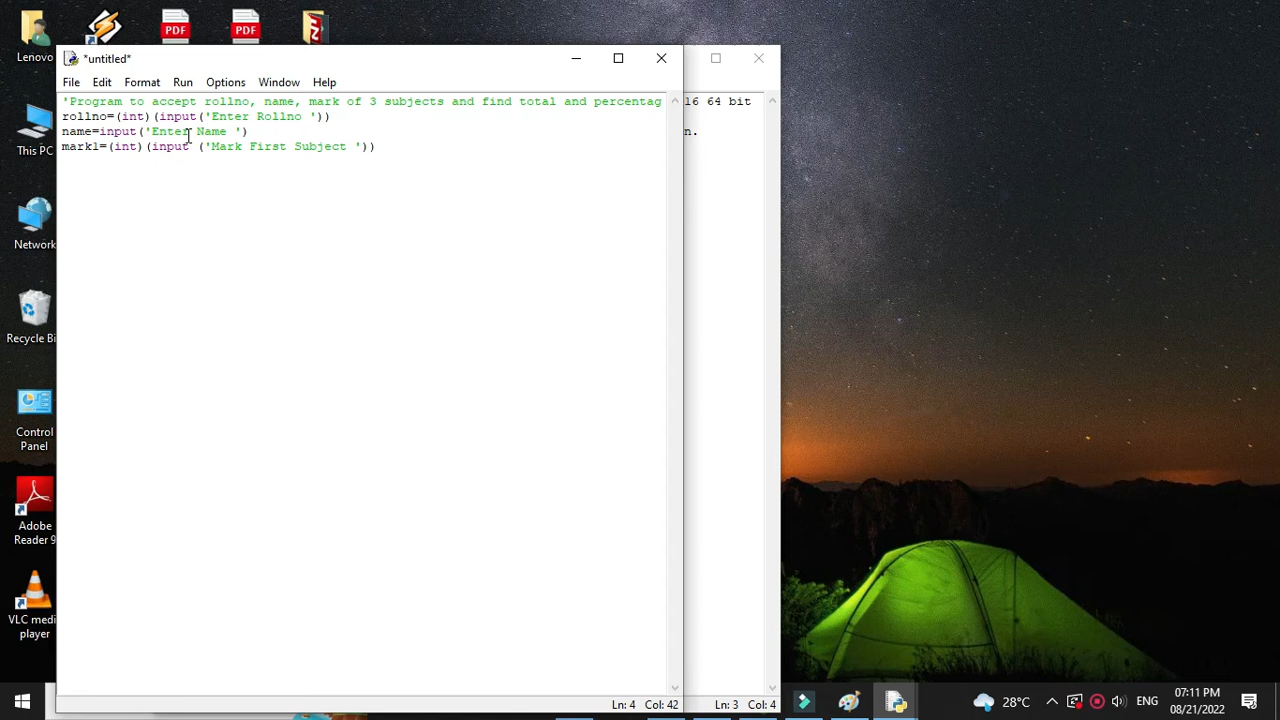 Lenovo
PDF
PDF
This PC
Network
Recycle Bi
Control
Panel
Adobe
Reader 9
VLC medi
player
*untitled*
File Edit Format Run Options Window Help
'Program to accept rollno, name, mark of 3 subjects and find total and percentag
rollno=(int)(input('Enter Rollno '))
name=input('Enter Name ')
mark1=(int)(input ('Mark First Subject '))
16 64 bit
n.
Ln: 4 Col: 42
Ln: 3 Col: 4
28°C
ENG
07:11 PM
08/21/2022